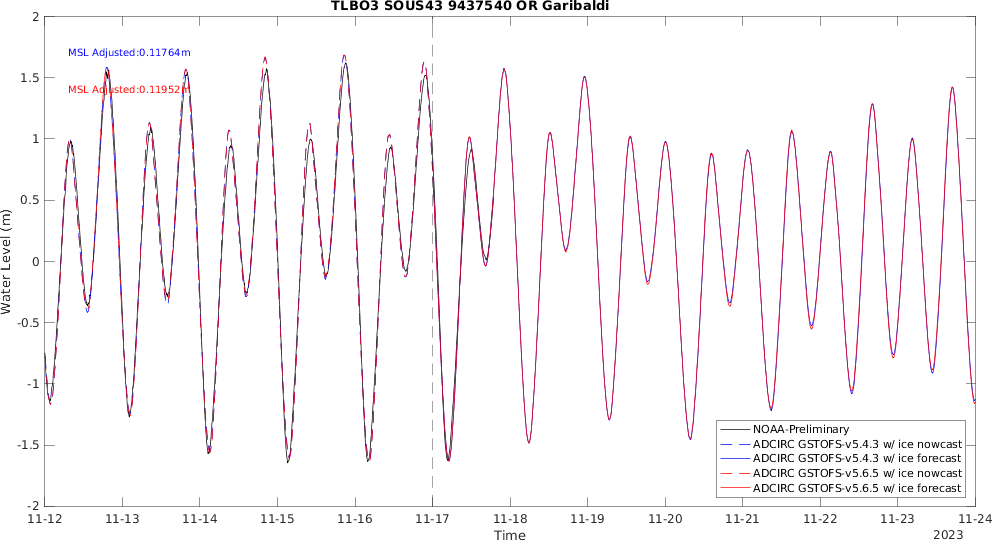 TLBO3 SOUS43 9437540 OR Garibaldi
MSL Adjusted:0.11764m
MSL Adjusted:0.11952m
Water Level (m)
2
1.5
1
0.5
0
-0.5
-1
-1.5
-2
NOAA-Preliminary
ADCIRC GSTOFS-v5.4.3 w/ ice nowcast
ADCIRC GSTOFS-v5.4.3 w/ ice forecast
ADCIRC GSTOFS-v5.6.5 w/ ice nowcast
ADCIRC GSTOFS-v5.6.5 w/ ice forecast
11-12 11-13 11-14 11-15 11-16 11-17 11-18 11-19 11-20 11-21 11-22 11-23 11-24
Time
2023